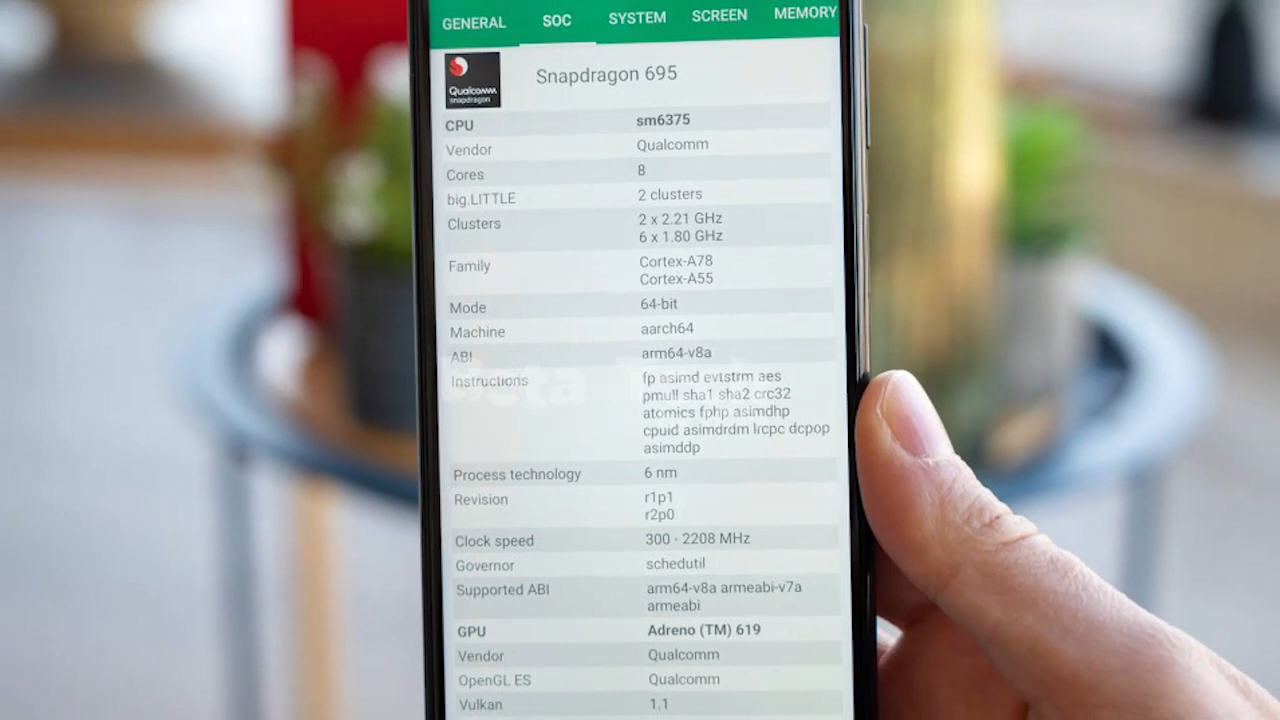 GENERAL SOC SYSTEM SCREEN MEMORY
Qualcomm
snapdragon
Snapdragon 695
CPU sm6375
Vendor Qualcomm
Cores 8
big.LITTLE 2 clusters
Clusters 2 x 2.21 GHz
6 x 1.80 GHz
Family Cortex-A78
Cortex-A55
Mode 64-bit
Machine aarch64
ABI arm64-v8a
Instructions fp asimd evtstrm aes
pmull sha1 sha2 crc32
atomics fphp asimdhp
cpuid asimdrdm lrcpc dcpop
asimddp
Process technology 6 nm
Revision r1p1
r2p0
Clock speed 300 - 2208 MHz
Governor schedutil
Supported ABI arm64-v8a armeabi-v7a
armeabi
GPU Adreno (TM) 619
Vendor Qualcomm
OpenGL ES Qualcomm
Vulkan 1.1